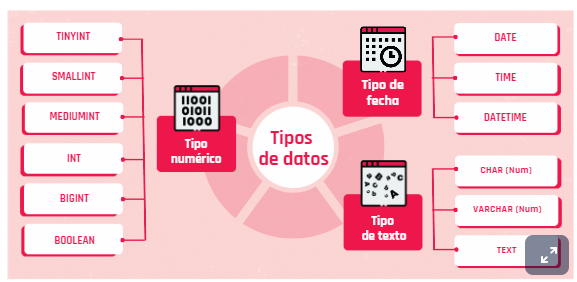 TINYINT
SMALLINT
MEDIUMINT
INT
BIGINT
BOOLEAN
11001
01011
1000
Tipo
numérico
Tipos
de datos
Tipo de
fecha
DATE
TIME
DATETIME
Tipo
de texto
CHAR (Num)
VARCHAR (Num)
TEXT